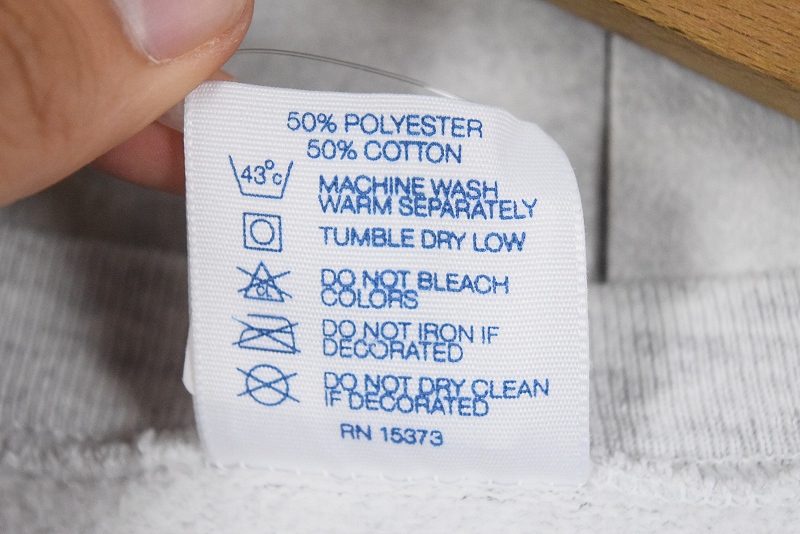 50% POLYESTER
50% COTTON
43°c
MACHINE WASH
WARM SEPARATELY
TUMBLE DRY LOW
cl
DO NOT BLEACH
COLORS
DO NOT IRON IF
DECORATED
DO NOT DRY CLEAN
IF DECORATED
RN 15373